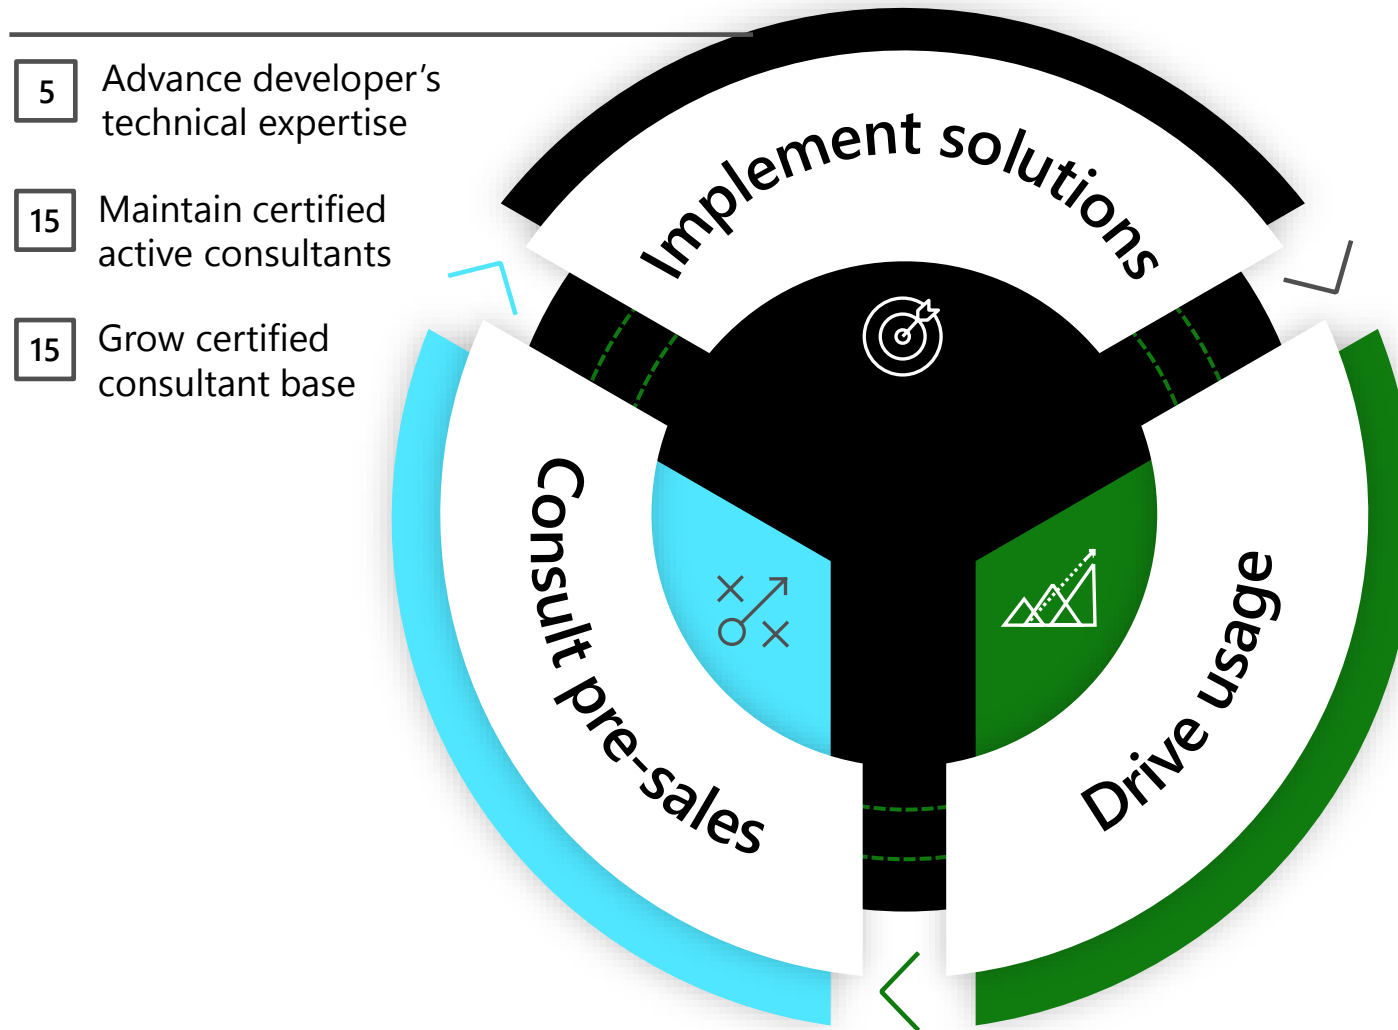 5
Advance developer’s
technical expertise
15
Maintain certified
active consultants
15
Grow certified
consultant base
Implement solutions
Consult pre-sales
Drive usage